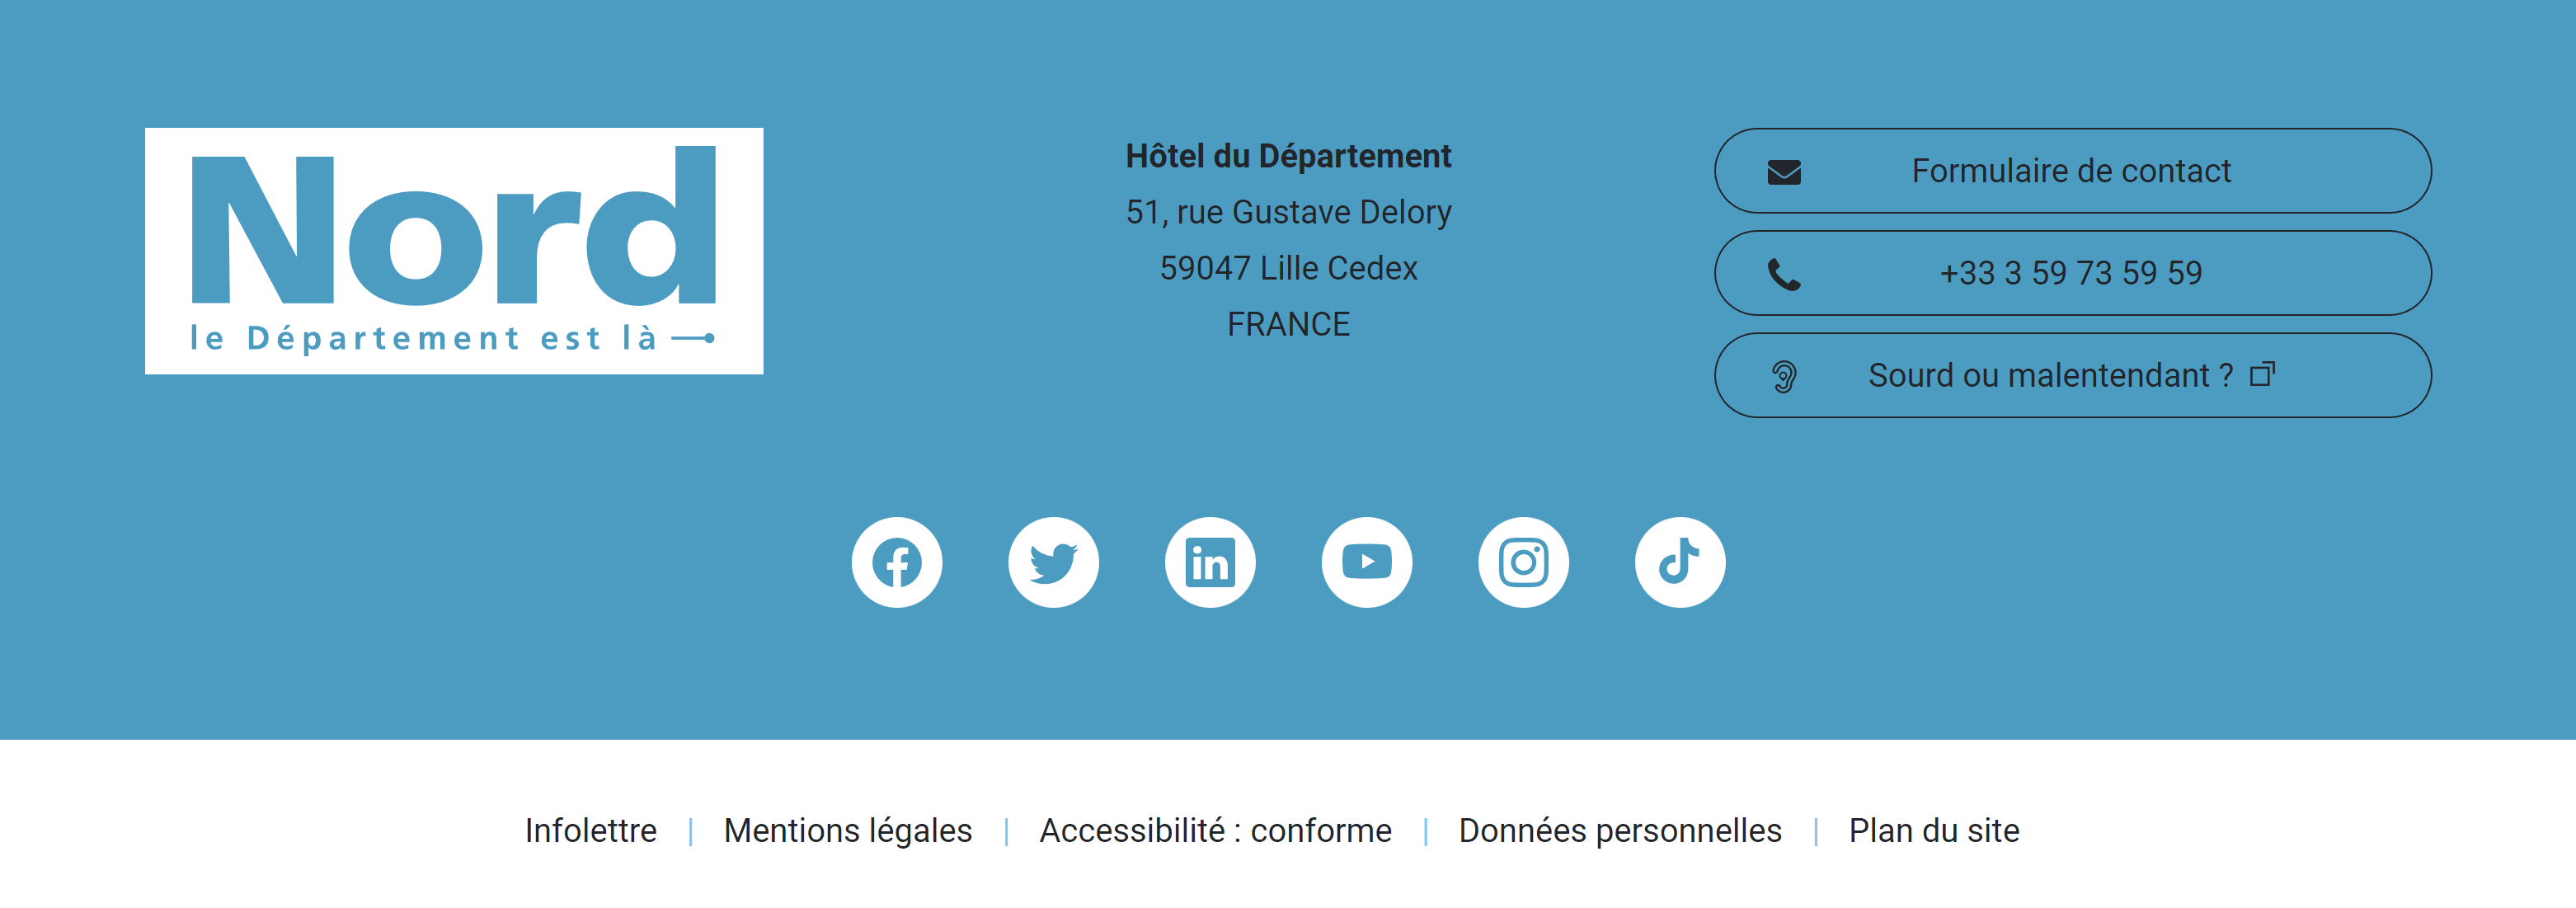 Nord
le Département est là
Hôtel du Département
51, rue Gustave Delory
59047 Lille Cedex
FRANCE
Formulaire de contact
+33 3 59 73 59 59
Sourd ou malentendant ?
Infolettre | Mentions légales | Accessibilité : conforme | Données personnelles | Plan du site